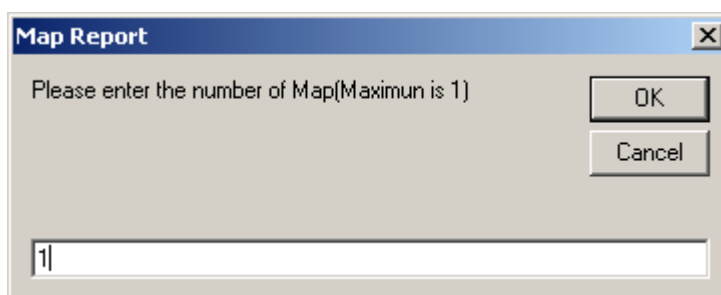 Map Report
Please enter the number of Map(Maximun is 1)
OK
Cancel
1